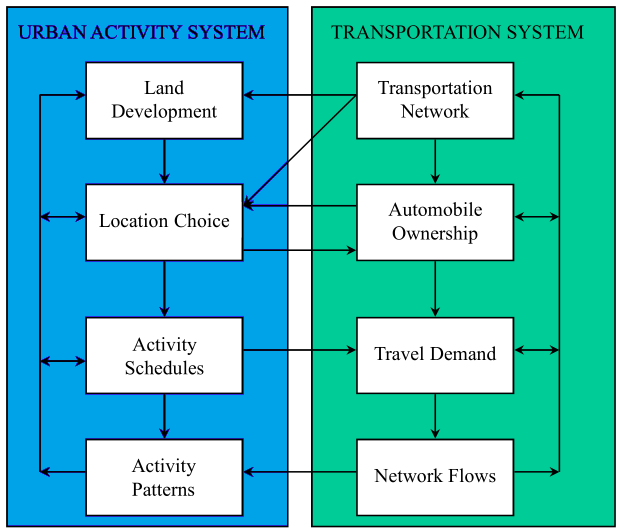 URBAN ACTIVITY SYSTEM
Land
Development
Location Choice
Activity
Schedules
Activity
Patterns
TRANSPORTATION SYSTEM
Transportation
Network
Automobile
Ownership
Travel Demand
Network Flows